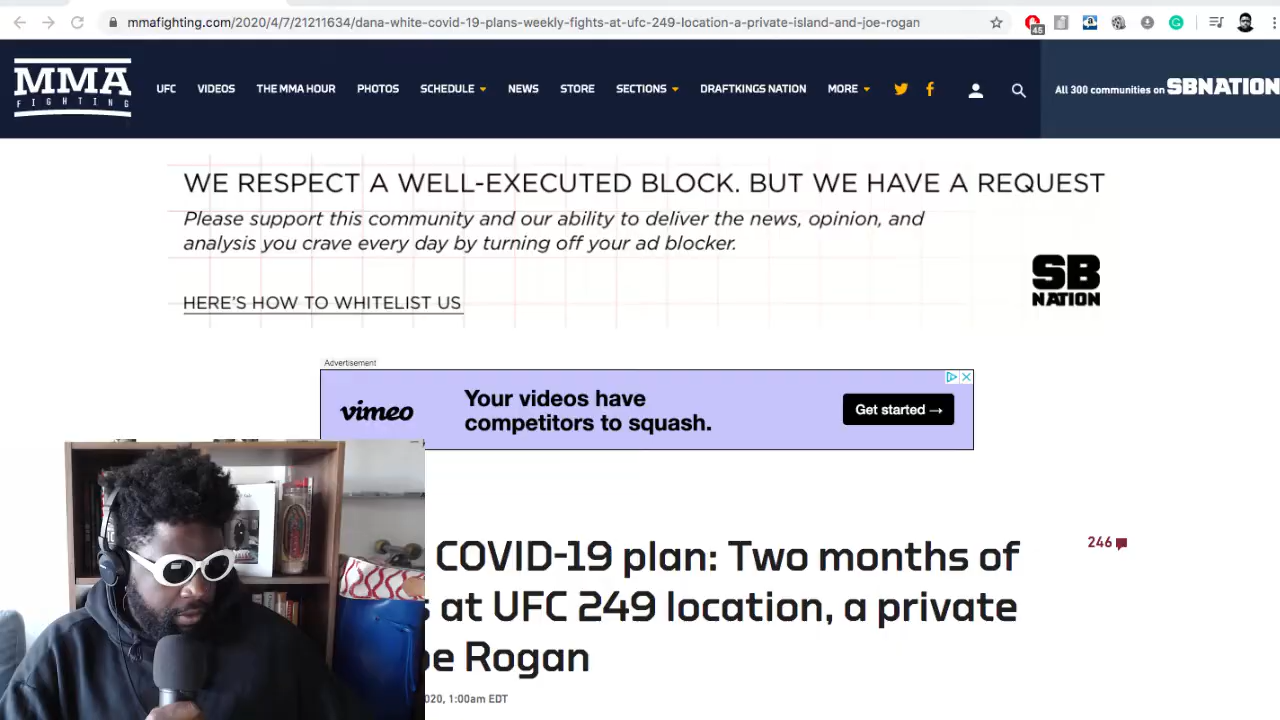 mmafighting.com/2020/4/7/21211634/dana-white-covid-19-plans-weekly-fights-at-ufc-249-location-a-private-island-and-joe-rogan
45
MMA
FIGHTING
UFC VIDEOS THE MMA HOUR PHOTOS SCHEDULE NEWS STORE SECTIONS DRAFTKINGS NATION MORE
All 300 communities on SBNATION
WE RESPECT A WELL-EXECUTED BLOCK. BUT WE HAVE A REQUEST
Please support this community and our ability to deliver the news, opinion, and
analysis you crave every day by turning off your ad blocker.
HERE'S HOW TO WHITELIST US
SB
NATION
Advertisement
vimeo
Your videos have
competitors to squash.
Get started →
COVID-19 plan: Two months of
246
s at UFC 249 location, a private
oe Rogan
020, 1:00am EDT